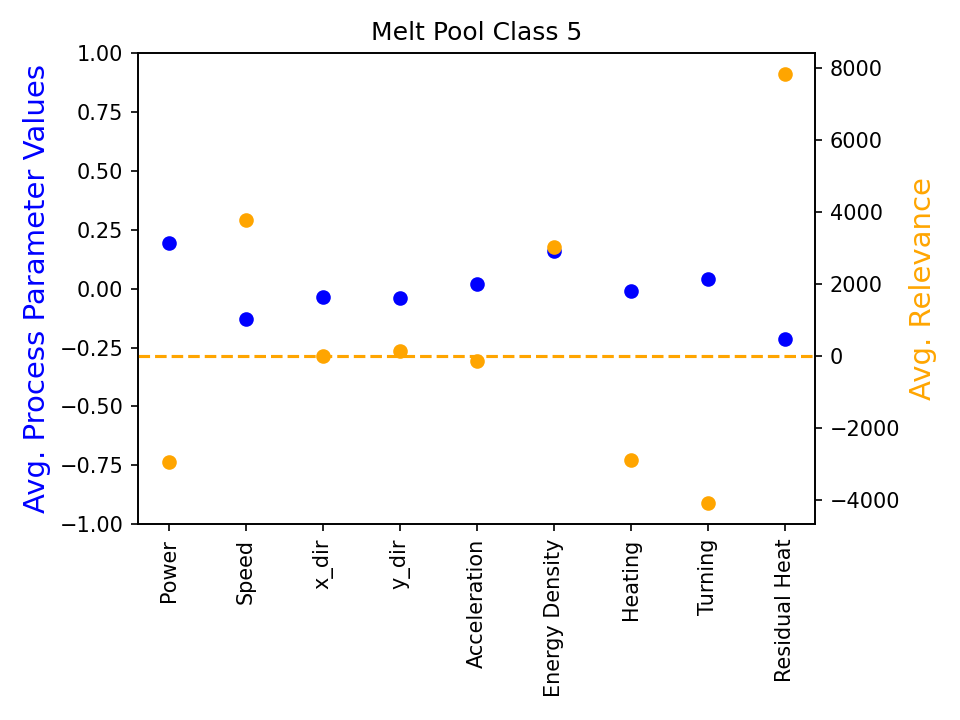 Melt Pool Class 5
Avg. Process Parameter Values
1.00
0.75
0.50
0.25
0.00
−0.25
−0.50
−0.75
−1.00
8000
6000
4000
2000
0
−2000
−4000
Avg. Relevance
Power
Speed
x_dir
y_dir
Acceleration
Energy Density
Heating
Turning
Residual Heat